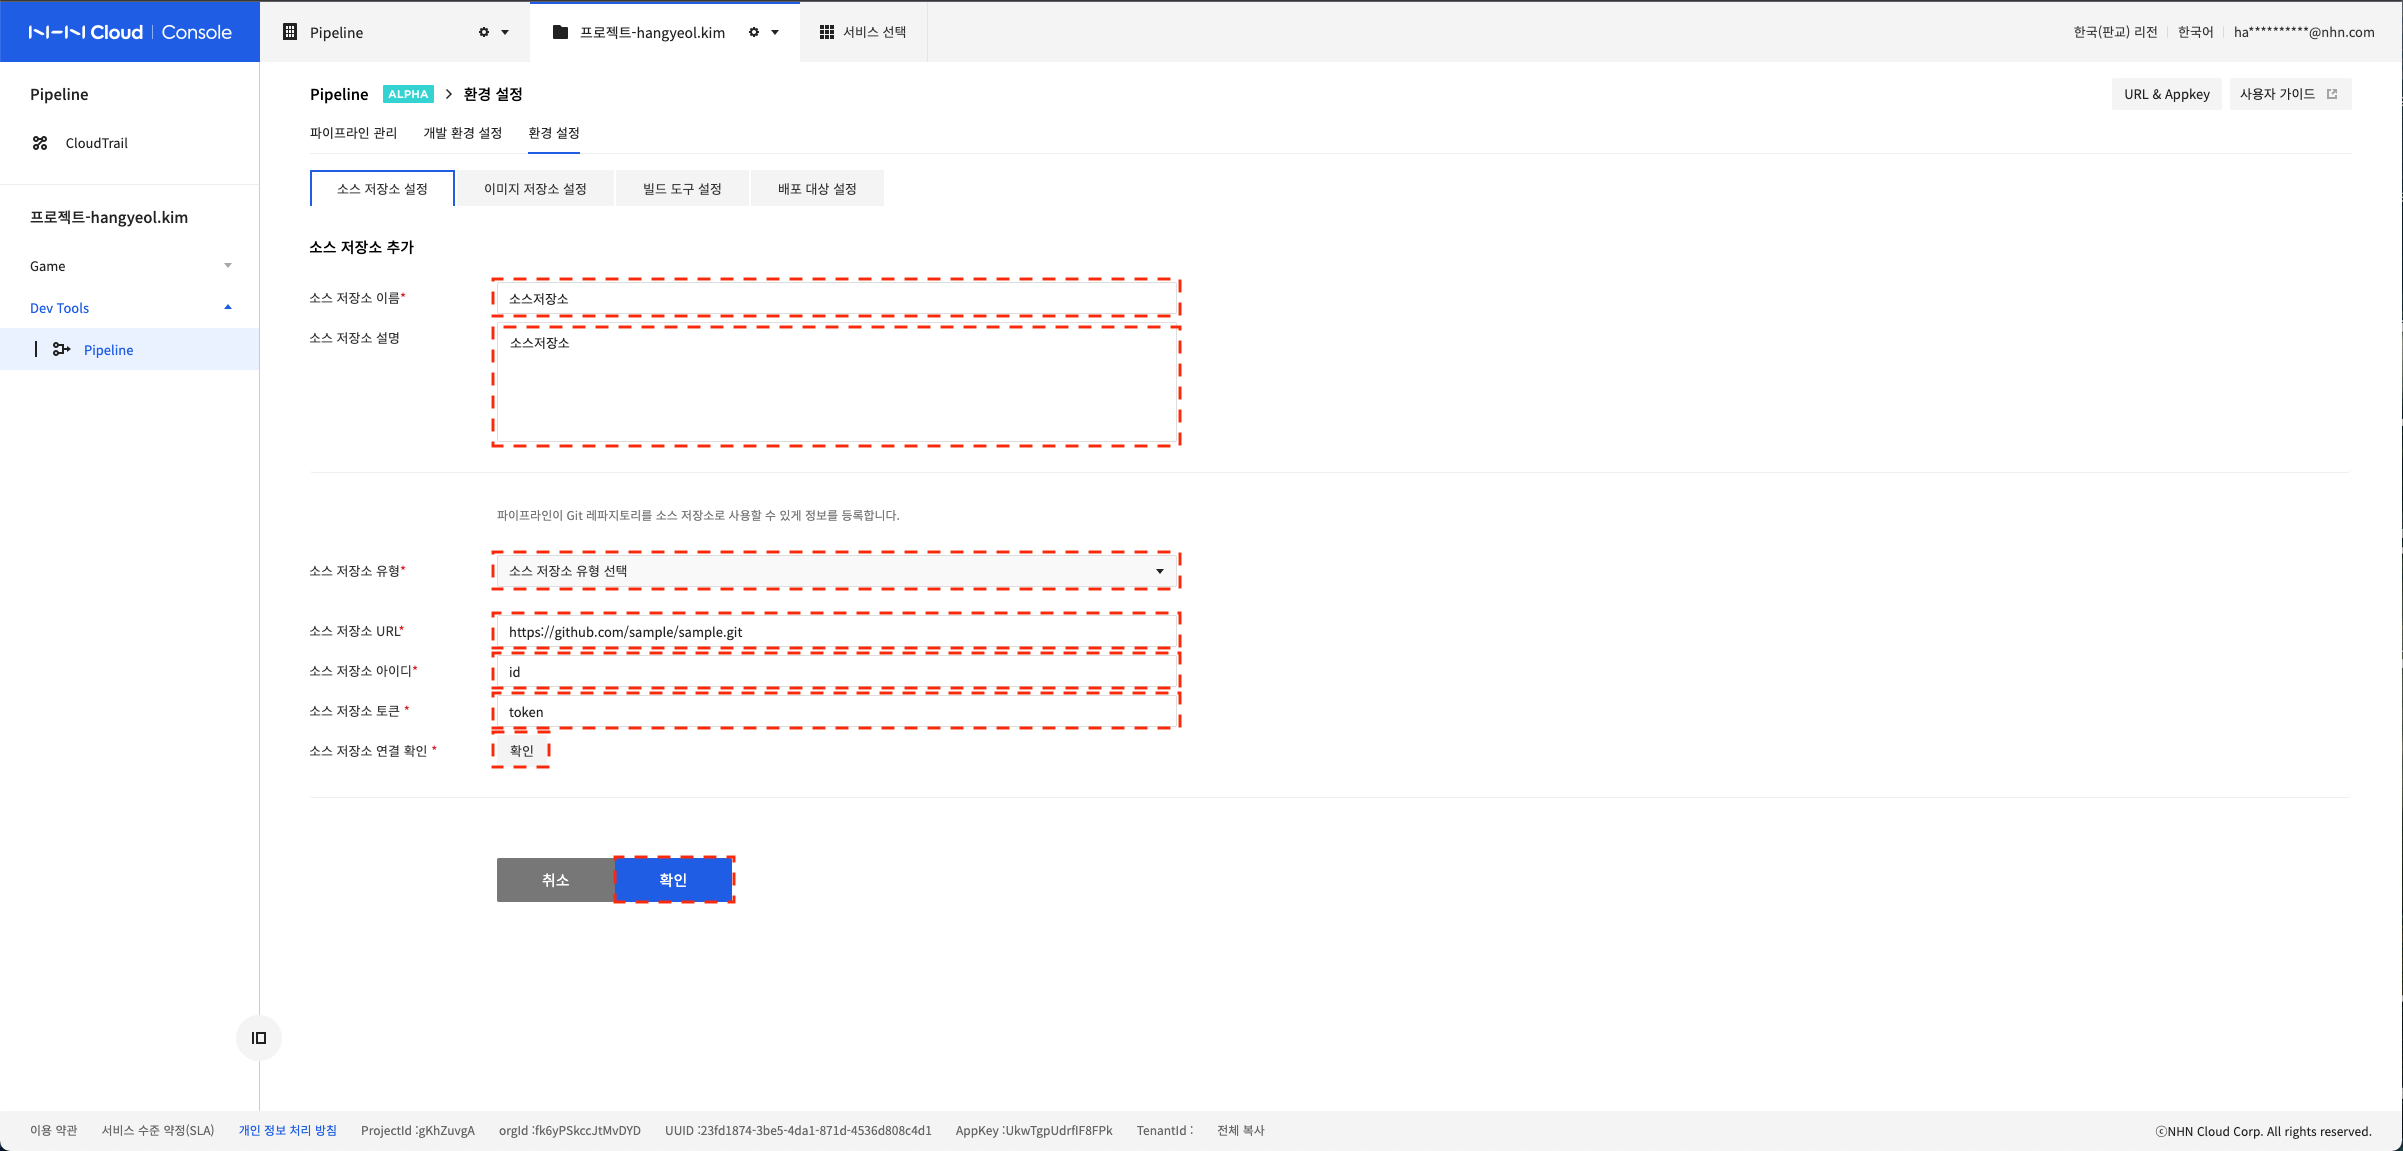 NHN Cloud | Console
Pipeline
프로젝트-hangyeol.kim
서비스 선택
한국(판교) 리전
한국어
ha**********@nhn.com
Pipeline
CloudTrail
프로젝트-hangyeol.kim
Game
Dev Tools
Pipeline
Pipeline ALPHA > 환경 설정
URL & Appkey
사용자 가이드
파이프라인 관리
개발 환경 설정
환경 설정
소스 저장소 설정
이미지 저장소 설정
빌드 도구 설정
배포 대상 설정
소스 저장소 추가
소스 저장소 이름*
소스저장소
소스 저장소 설명
소스저장소
파이프라인이 Git 레파지토리를 소스 저장소로 사용할 수 있게 정보를 등록합니다.
소스 저장소 유형*
소스 저장소 유형 선택
소스 저장소 URL*
https://github.com/sample/sample.git
소스 저장소 아이디*
id
소스 저장소 토큰 *
token
소스 저장소 연결 확인 *
확인
취소
확인
이용 약관
서비스 수준 약정(SLA)
개인 정보 처리 방침
ProjectId :gKhZuvgA
orgId :fk6yPSkccJtMvDYD
UUID :23fd1874-3be5-4da1-871d-4536d808c4d1
AppKey :UkwTgpUdrfIF8FPk
TenantId :
전체 복사
ⓒNHN Cloud Corp. All rights reserved.